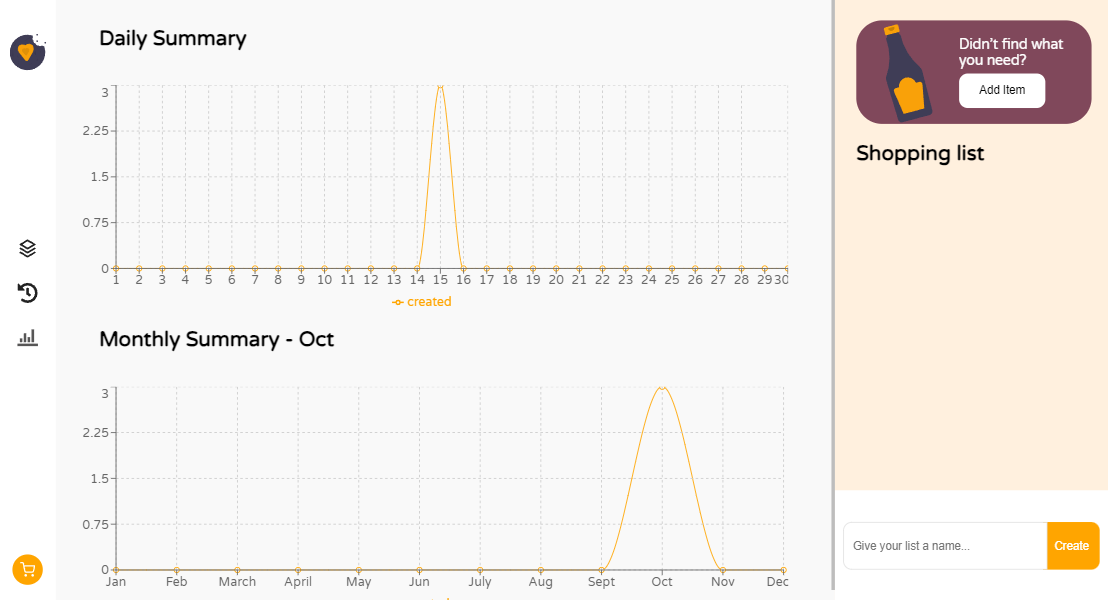 Daily Summary
3
2.25
1.5
0.75
0
1 2 3 4 5 6 7 8 9 10 11 12 13 14 15 16 17 18 19 20 21 22 23 24 25 26 27 28 29 30
created
Monthly Summary - Oct
3
2.25
1.5
0.75
0
Jan Feb March April May Jun July Aug Sept Oct Nov Dec
Didn't find what
you need?
Add Item
Shopping list
Give your list a name...
Create